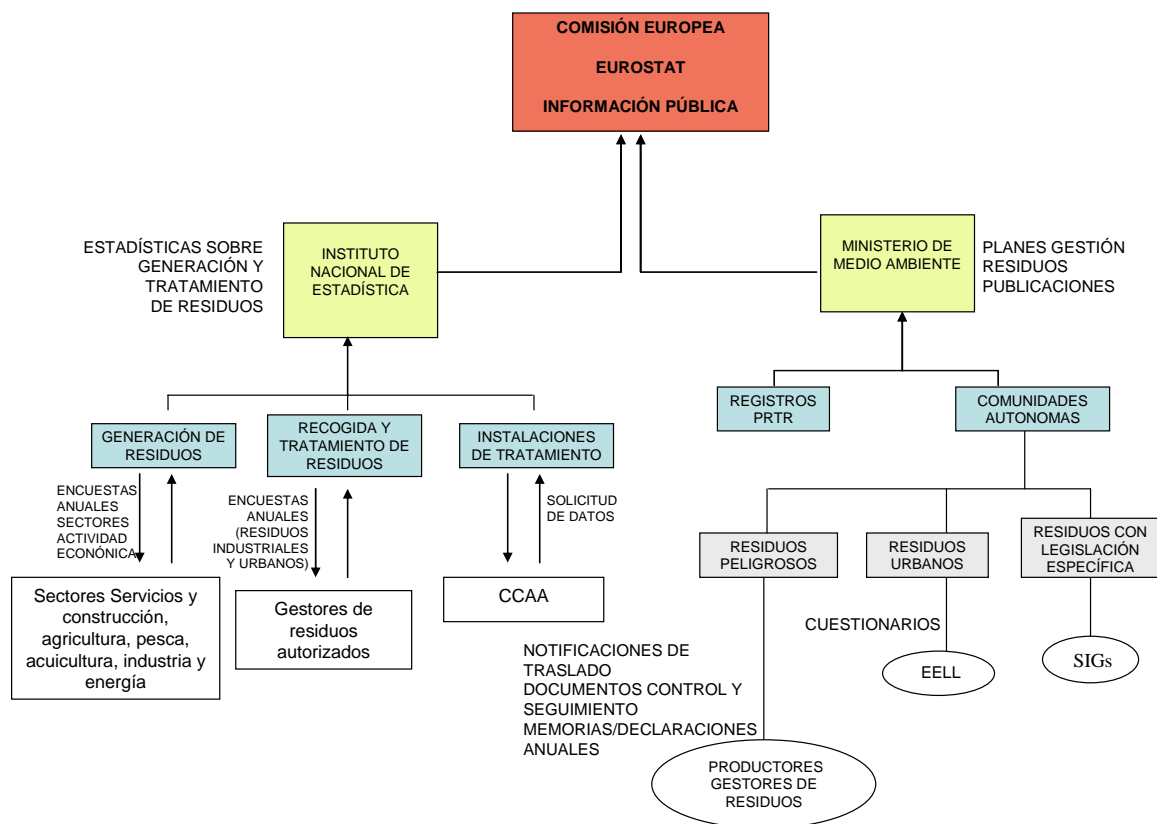 COMISIÓN EUROPEA
EUROSTAT
INFORMACIÓN PÚBLICA
ESTADÍSTICAS SOBRE
GENERACIÓN Y
TRATAMIENTO
DE RESIDUOS
INSTITUTO
NACIONAL DE
ESTADÍSTICA
MINISTERIO DE
MEDIO AMBIENTE
PLANES GESTIÓN
RESIDUOS
PUBLICACIONES
GENERACIÓN DE
RESIDUOS
RECOGIDA Y
TRATAMIENTO DE
RESIDUOS
INSTALACIONES
DE TRATAMIENTO
REGISTROS
PRTR
COMUNIDADES
AUTONOMAS
ENCUESTAS
ANUALES
SECTORES
ACTIVIDAD
ECONÓNICA
ENCUESTAS
ANUALES
(RESIDUOS
INDUSTRIALES
Y URBANOS)
SOLICITUD
DE DATOS
Sectores Servicios y
construcción,
agricultura, pesca,
acuicultura, industria y
energía
Gestores de
residuos
autorizados
CCAA
RESIDUOS
PELIGROSOS
RESIDUOS
URBANOS
RESIDUOS CON
LEGISLACIÓN
ESPECÍFICA
CUESTIONARIOS
NOTIFICACIONES DE
TRASLADO
DOCUMENTOS CONTROL Y
SEGUIMIENTO
MEMORIAS/DECLARACIONES
ANUALES
EELL
SIGs
PRODUCTORES
GESTORES DE
RESIDUOS